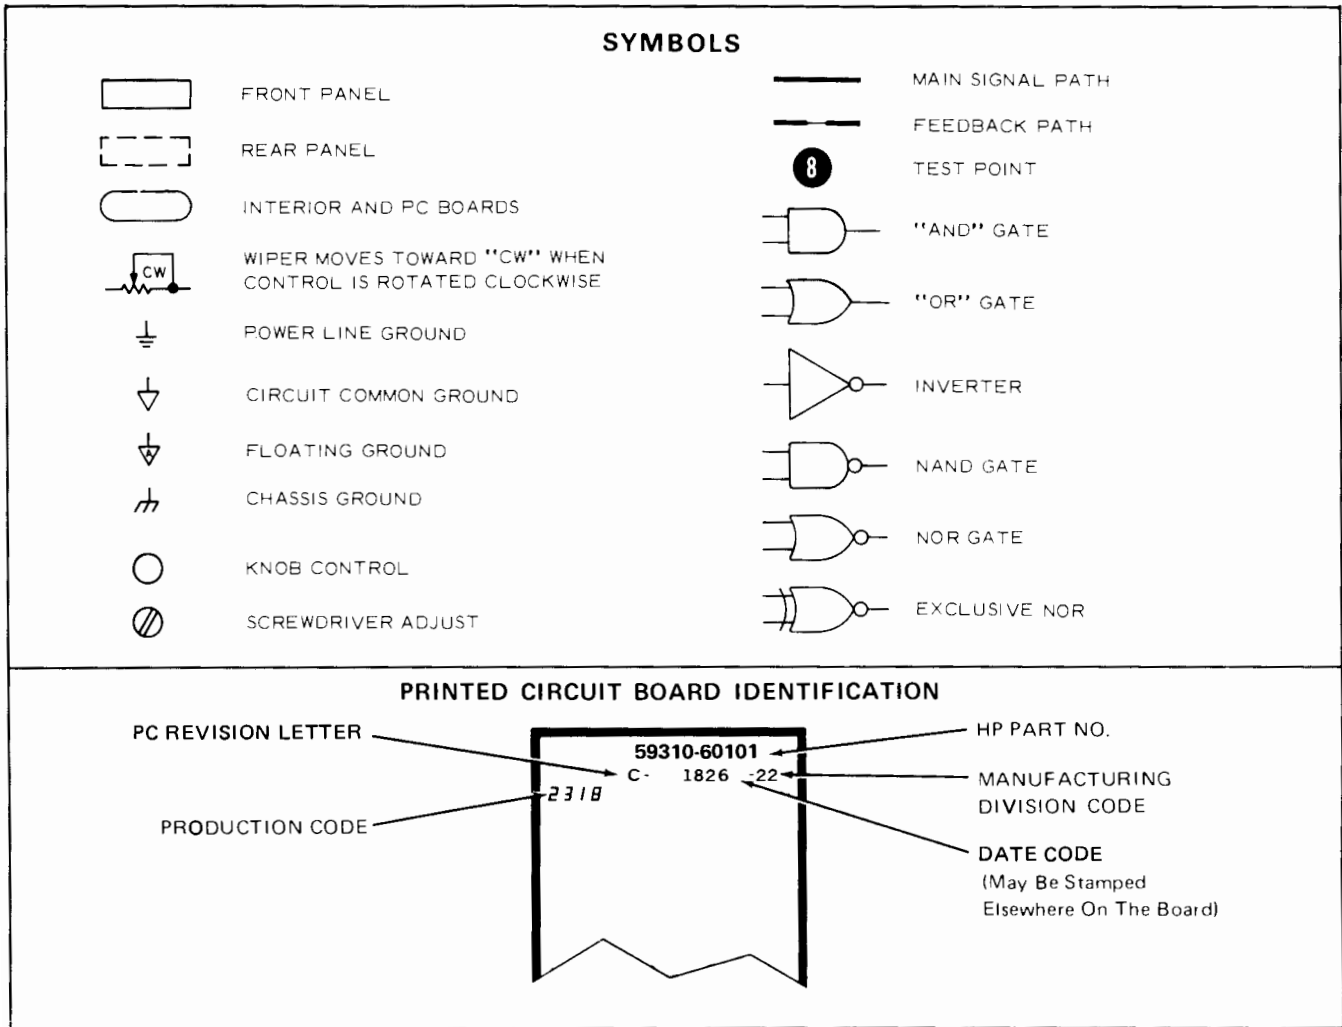 SYMBOLS
FRONT PANEL
REAR PANEL
INTERIOR AND PC BOARDS
CW
WIPER MOVES TOWARD "CW" WHEN
CONTROL IS ROTATED CLOCKWISE
POWER LINE GROUND
CIRCUIT COMMON GROUND
A
FLOATING GROUND
CHASSIS GROUND
KNOB CONTROL
SCREWDRIVER ADJUST
MAIN SIGNAL PATH
FEEDBACK PATH
8
TEST POINT
"AND" GATE
"OR" GATE
INVERTER
NAND GATE
NOR GATE
EXCLUSIVE NOR
PRINTED CIRCUIT BOARD IDENTIFICATION
PC REVISION LETTER
PRODUCTION CODE
59310-60101
C- 1826 -22
2318
HP PART NO.
MANUFACTURING
DIVISION CODE
DATE CODE
(May Be Stamped
Elsewhere On The Board)